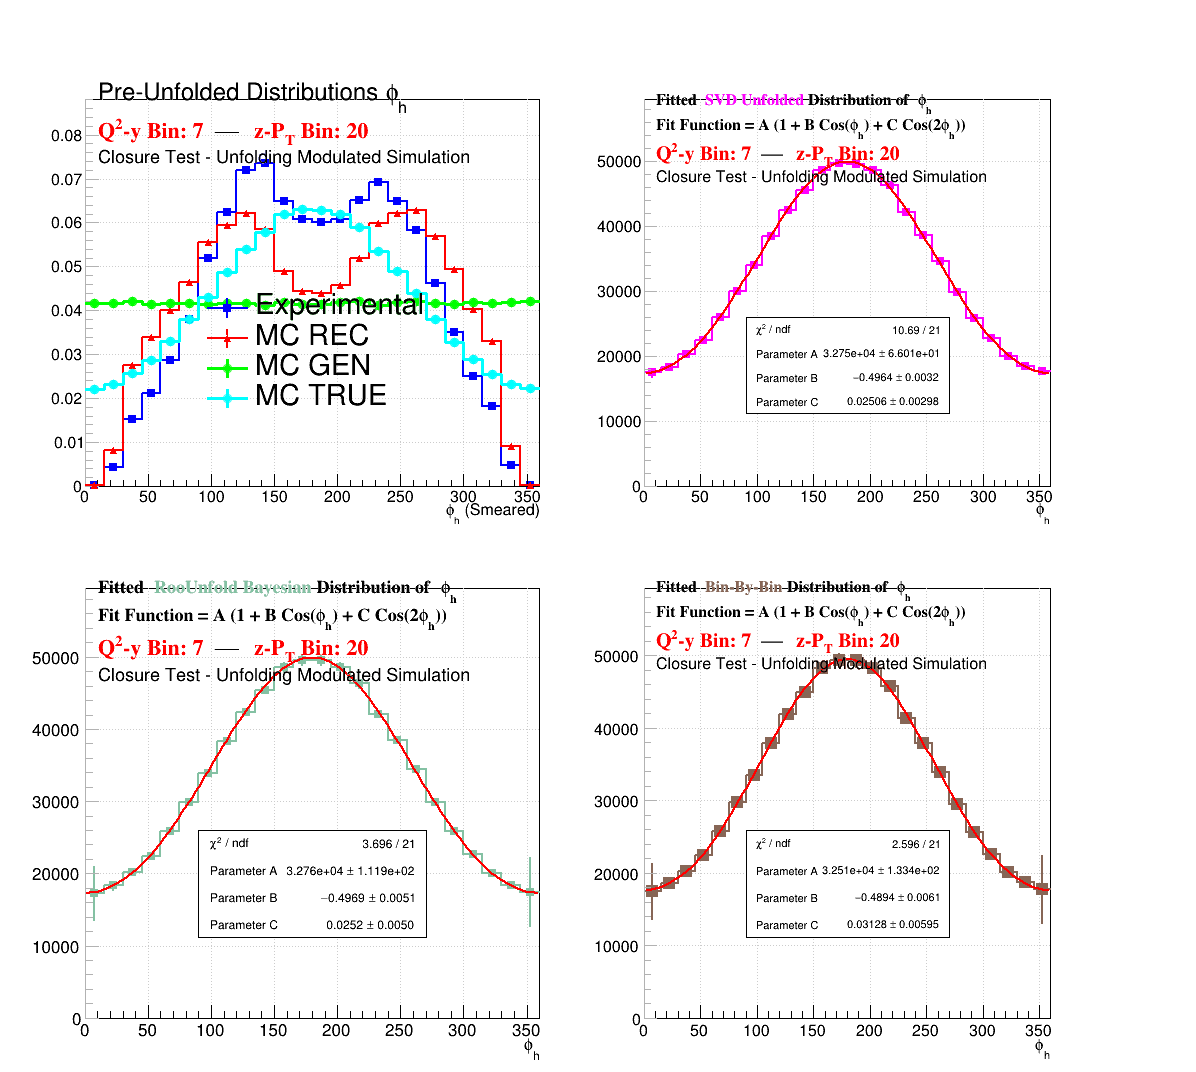 Pre-Unfolded Distributions ϕh
Q²-y Bin: 7 — z-PT Bin: 20
Closure Test - Unfolding Modulated Simulation
0.08
0.07
0.06
0.05
0.04
0.03
0.02
0.01
0
Experimental
MC REC
MC GEN
MC TRUE
0 50 100 150 200 250 300 350
ϕh (Smeared)
Fitted SVD Unfolded Distribution of ϕh
Fit Function = A (1 + B Cos(ϕh) + C Cos(2ϕh))
Q²-y Bin: 7 — z-PT Bin: 20
Closure Test - Unfolding Modulated Simulation
50000
40000
30000
20000
10000
0
χ² / ndf 10.69 / 21
Parameter A 3.275e+04 ± 6.601e+01
Parameter B −0.4964 ± 0.0032
Parameter C 0.02506 ± 0.00298
0 50 100 150 200 250 300 350
ϕh
Fitted RooUnfold Bayesian Distribution of ϕh
Fit Function = A (1 + B Cos(ϕh) + C Cos(2ϕh))
Q²-y Bin: 7 — z-PT Bin: 20
Closure Test - Unfolding Modulated Simulation
50000
40000
30000
20000
10000
0
χ² / ndf 3.696 / 21
Parameter A 3.276e+04 ± 1.119e+02
Parameter B −0.4969 ± 0.0051
Parameter C 0.0252 ± 0.0050
0 50 100 150 200 250 300 350
ϕh
Fitted Bin-By-Bin Distribution of ϕh
Fit Function = A (1 + B Cos(ϕh) + C Cos(2ϕh))
Q²-y Bin: 7 — z-PT Bin: 20
Closure Test - Unfolding Modulated Simulation
50000
40000
30000
20000
10000
0
χ² / ndf 2.596 / 21
Parameter A 3.251e+04 ± 1.334e+02
Parameter B −0.4894 ± 0.0061
Parameter C 0.03128 ± 0.00595
0 50 100 150 200 250 300 350
ϕh